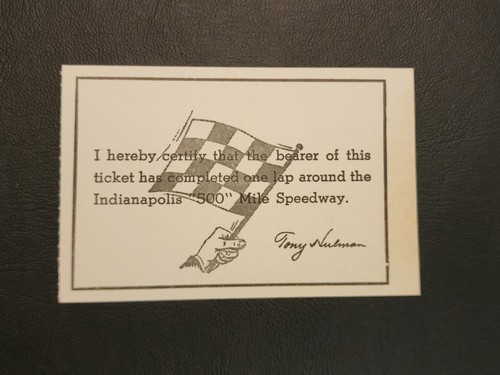 I hereby certify that the bearer of this
ticket has completed one lap around the
Indianapolis "500" Mile Speedway.
Tony Hulman